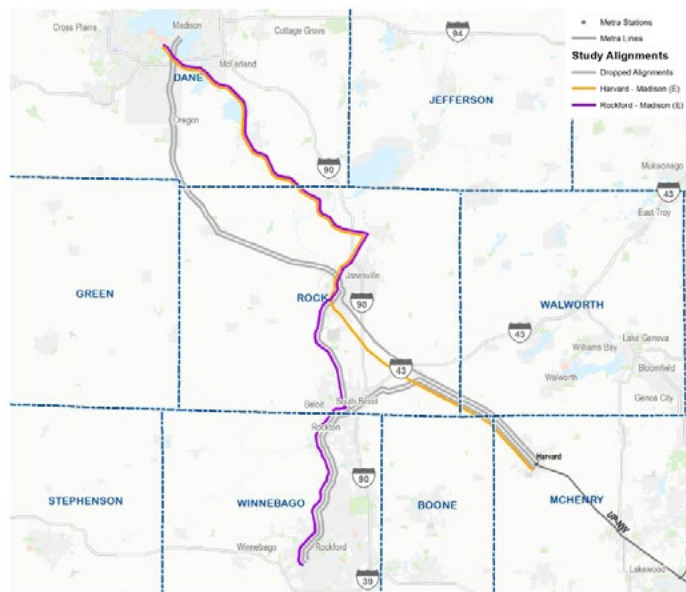 Madison
Cross Plains
Cottage Grove
94
McFarland
DANE
JEFFERSON
Oregon
90
Mukwonago
43
East Troy
Metra Stations
Metra Lines
Study Alignments
Dropped Alignments
Harvard - Madison (E)
Rockford - Madison (E)
GREEN
ROCK
Janesville
90
WALWORTH
43
Lake Geneva
Williams Bay
Bloomfield
43
Walworth
Genoa City
Beloit
South Beloit
Rockton
Harvard
STEPHENSON
WINNEBAGO
90
BOONE
MCHENRY
UP-NW
Winnebago
Rockford
39
Lakewood